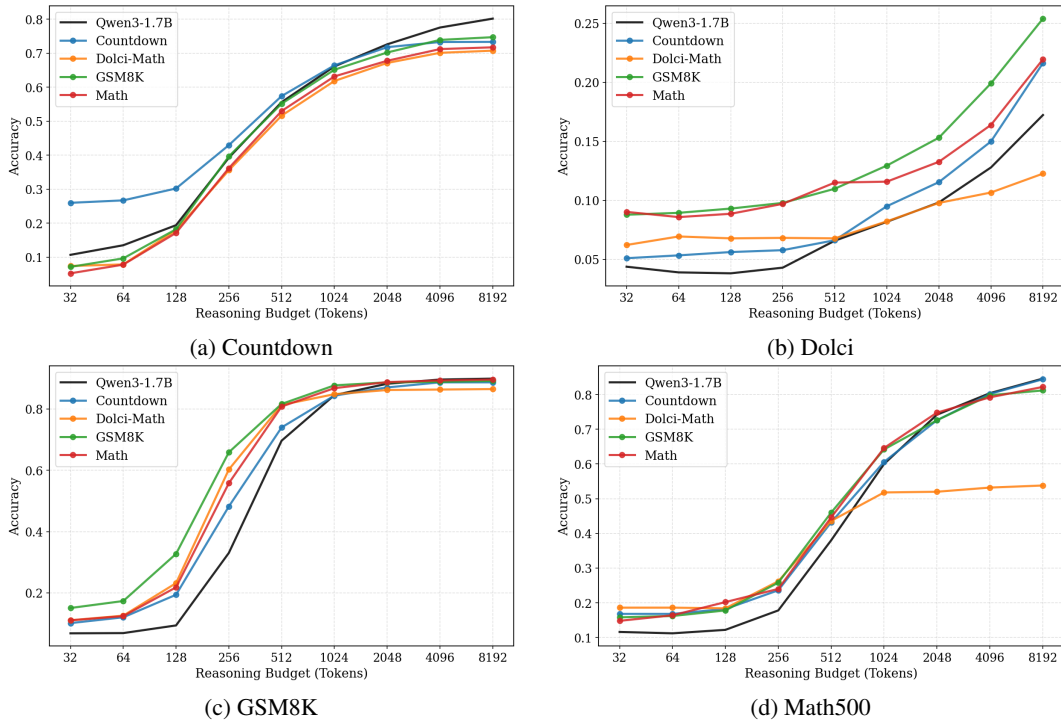 Qwen3-1.7B
Countdown
Dolci-Math
GSM8K
Math
Accuracy
0.8
0.7
0.6
0.5
0.4
0.3
0.2
0.1
32 64 128 256 512 1024 2048 4096 8192
Reasoning Budget (Tokens)
(a) Countdown
Qwen3-1.7B
Countdown
Dolci-Math
GSM8K
Math
Accuracy
0.25
0.20
0.15
0.10
0.05
32 64 128 256 512 1024 2048 4096 8192
Reasoning Budget (Tokens)
(b) Dolci
Qwen3-1.7B
Countdown
Dolci-Math
GSM8K
Math
Accuracy
0.8
0.6
0.4
0.2
32 64 128 256 512 1024 2048 4096 8192
Reasoning Budget (Tokens)
(c) GSM8K
Qwen3-1.7B
Countdown
Dolci-Math
GSM8K
Math
Accuracy
0.8
0.7
0.6
0.5
0.4
0.3
0.2
0.1
32 64 128 256 512 1024 2048 4096 8192
Reasoning Budget (Tokens)
(d) Math500